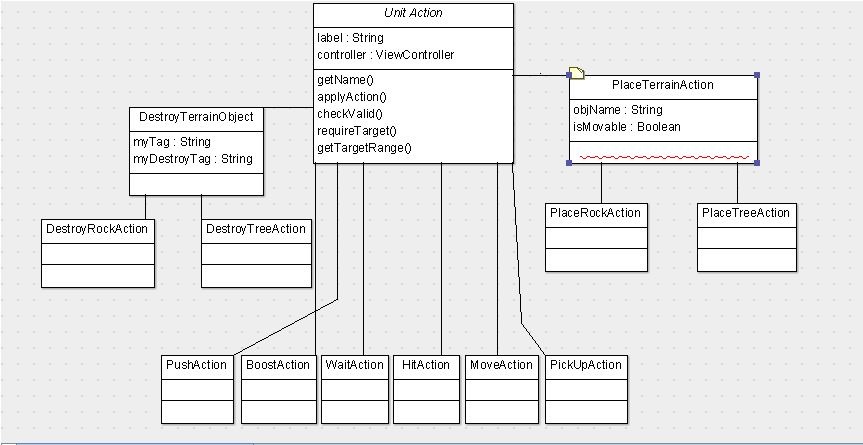 Unit Action
label : String
controller : ViewController
getName()
applyAction()
checkValid()
requireTarget()
getTargetRange()
PlaceTerrainAction
objName : String
isMovable : Boolean
DestroyTerrainObject
myTag : String
myDestroyTag : String
DestroyRockAction
DestroyTreeAction
PlaceRockAction
PlaceTreeAction
PushAction
BoostAction
WaitAction
HitAction
MoveAction
PickUpAction